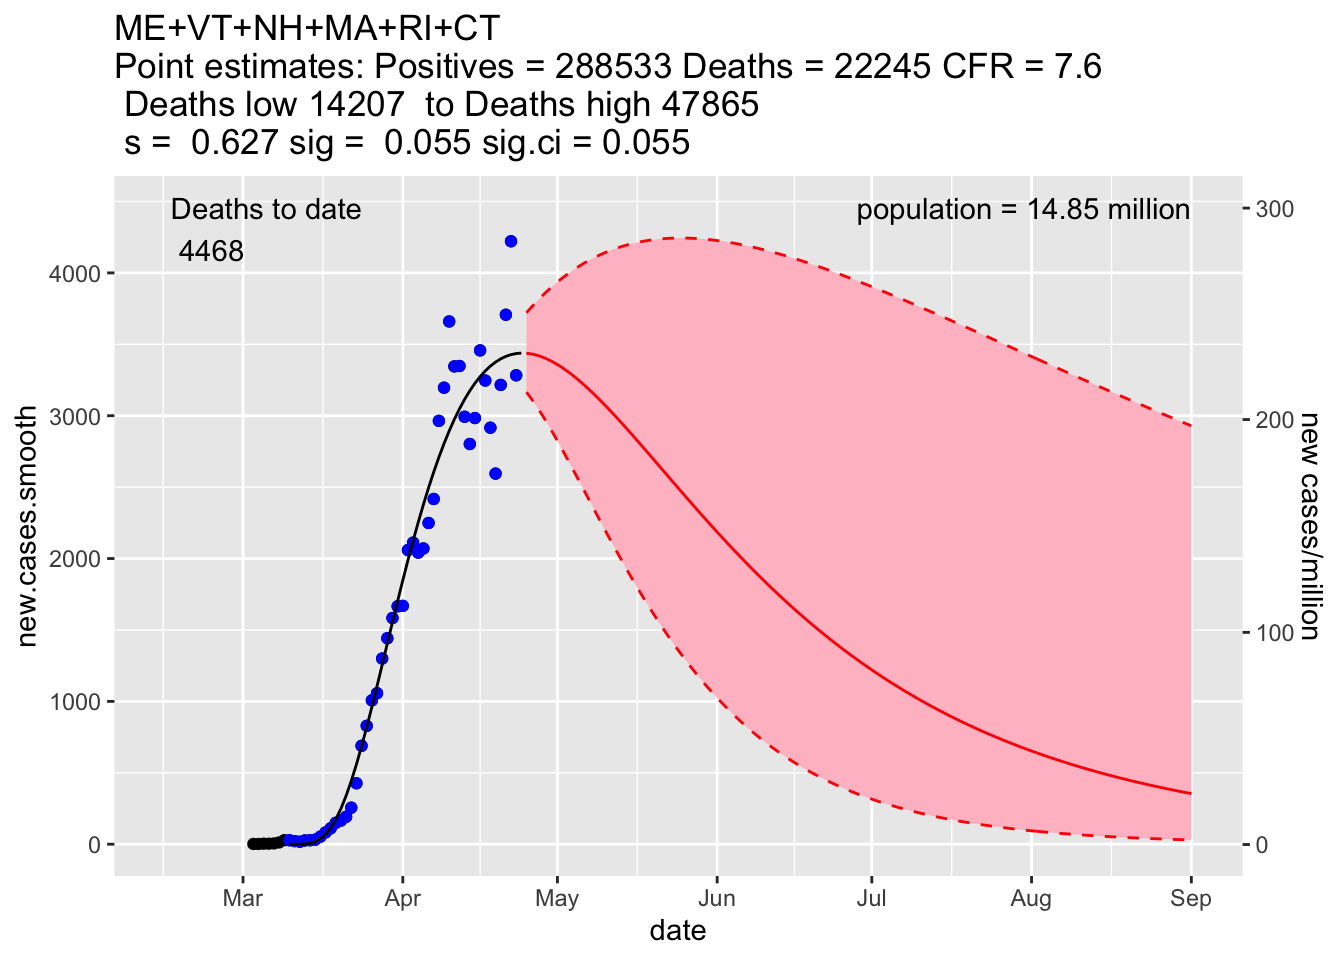 ME+VT+NH+MA+RI+CT
Point estimates: Positives = 288533 Deaths = 22245 CFR = 7.6
Deaths low 14207  to Deaths high 47865
s =  0.627 sig =  0.055 sig.ci = 0.055
Deaths to date
4468
population = 14.85 million
4000
3000
2000
1000
0
new.cases.smooth
300
200
100
0
new cases/million
Mar
Apr
May
Jun
Jul
Aug
Sep
date